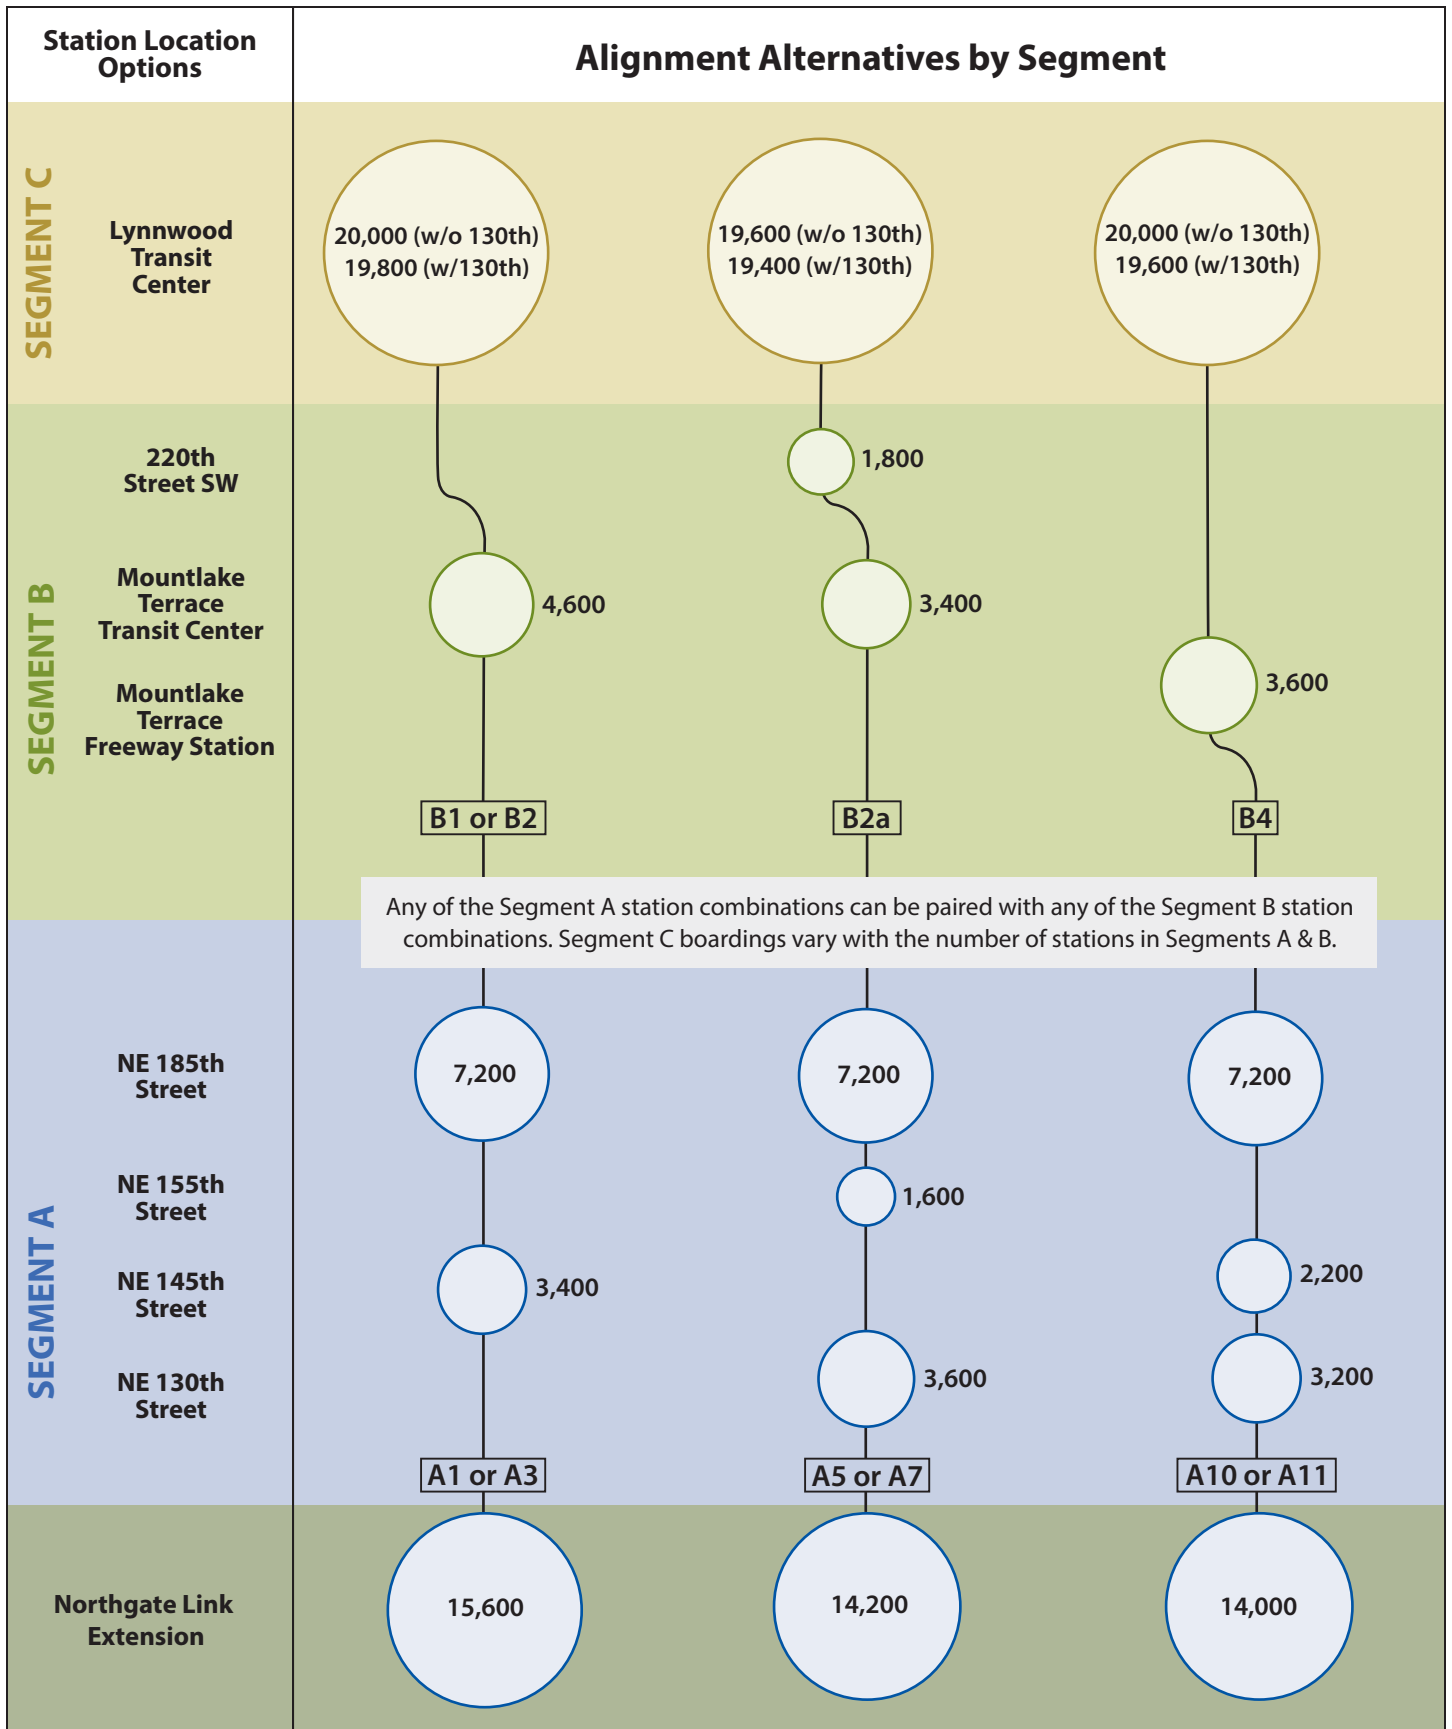 Station Location
Options
Alignment Alternatives by Segment
SEGMENT C
Lynnwood
Transit
Center
20,000 (w/o 130th)
19,800 (w/130th)
19,600 (w/o 130th)
19,400 (w/130th)
20,000 (w/o 130th)
19,600 (w/130th)
SEGMENT B
220th
Street SW
1,800
Mountlake
Terrace
Transit Center
4,600
3,400
Mountlake
Terrace
Freeway Station
3,600
B1 or B2
B2a
B4
Any of the Segment A station combinations can be paired with any of the Segment B station
combinations. Segment C boardings vary with the number of stations in Segments A & B.
SEGMENT A
NE 185th
Street
7,200
7,200
7,200
NE 155th
Street
1,600
NE 145th
Street
3,400
2,200
NE 130th
Street
3,600
3,200
A1 or A3
A5 or A7
A10 or A11
Northgate Link
Extension
15,600
14,200
14,000